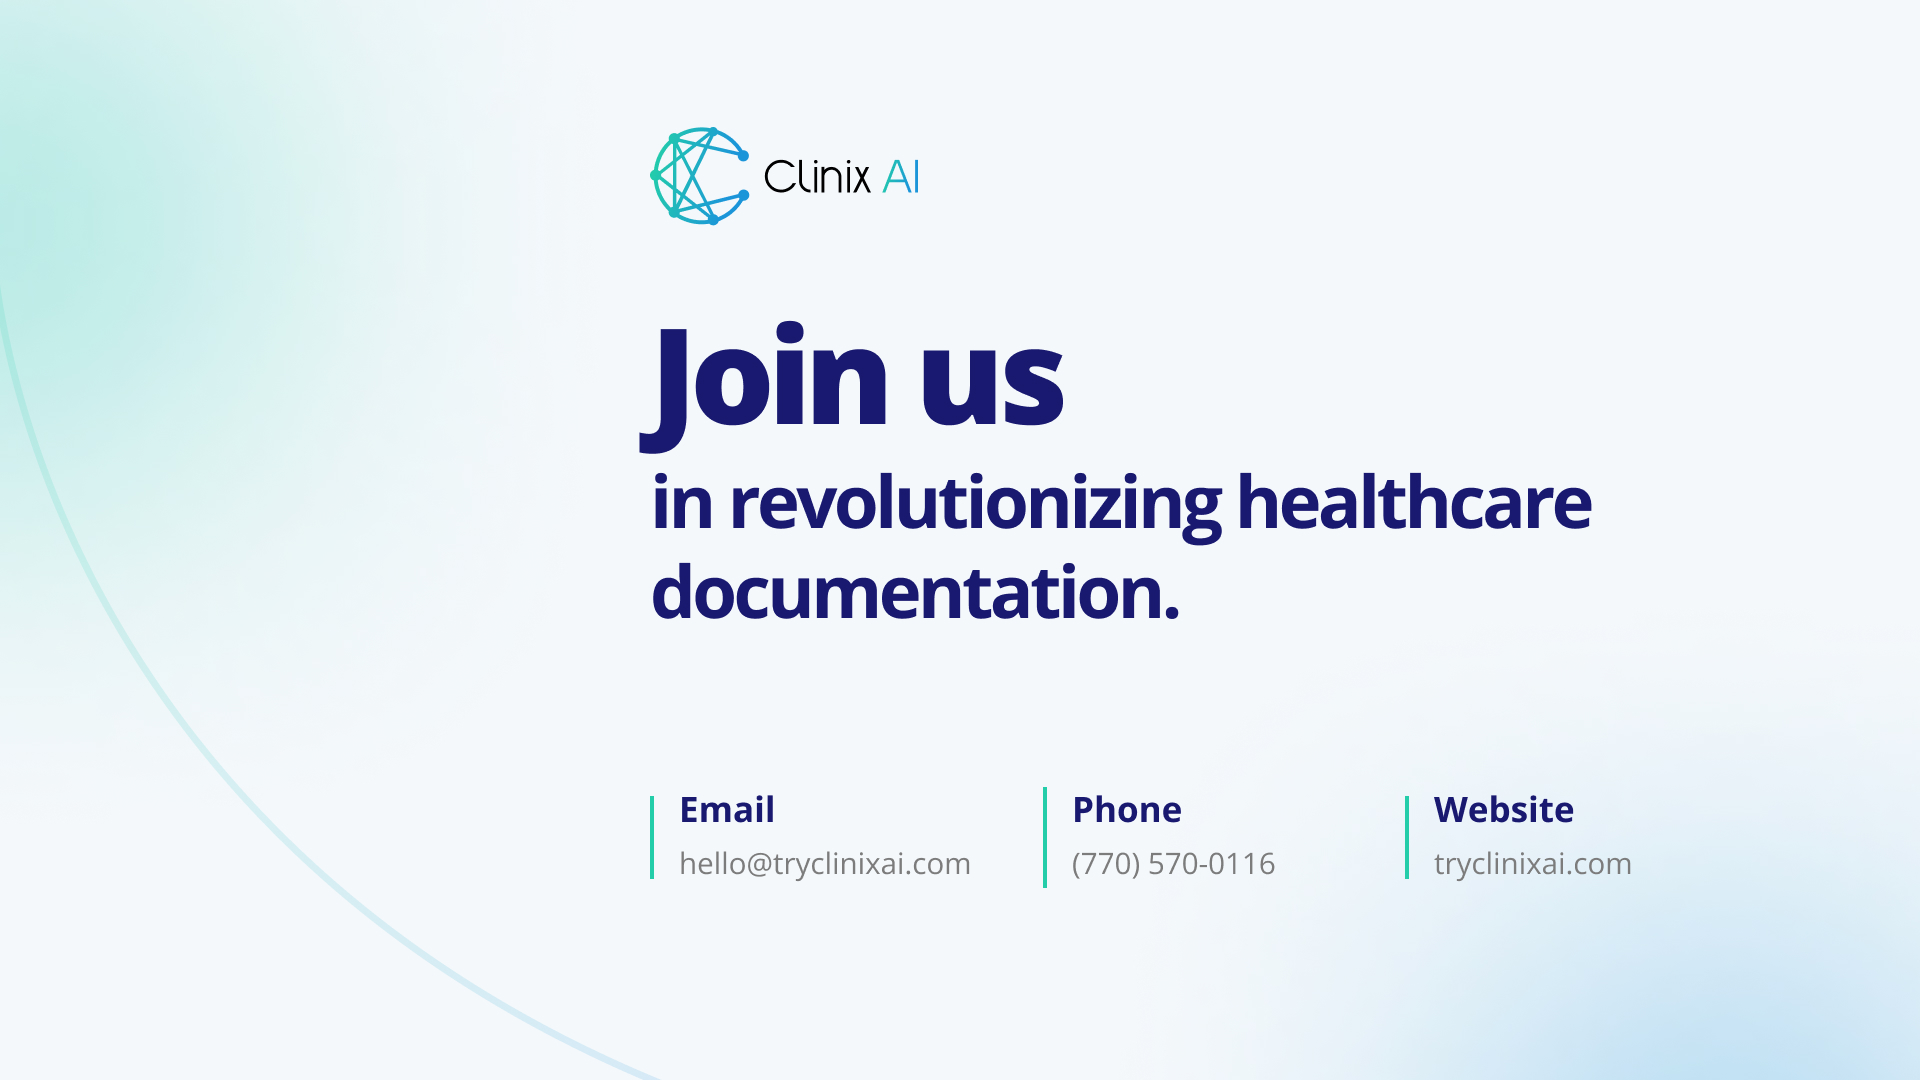 Clinix AI
Join us
in revolutionizing healthcare
documentation.
Email
hello@tryclinixai.com
Phone
(770) 570-0116
Website
tryclinixai.com